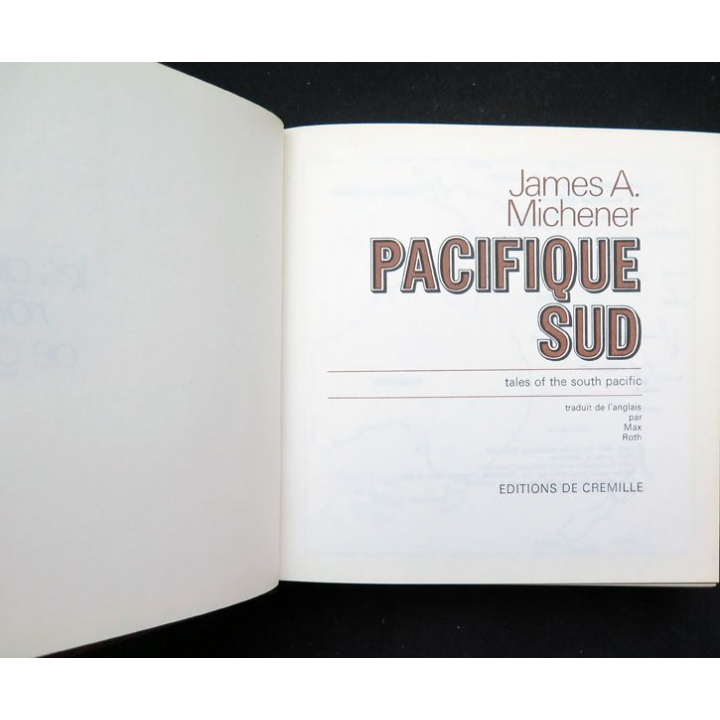 James A.
Michener
PACIFIQUE
SUD
tales of the south pacific
traduit de l'anglais
par
Max
Roth
EDITIONS DE CREMILLE